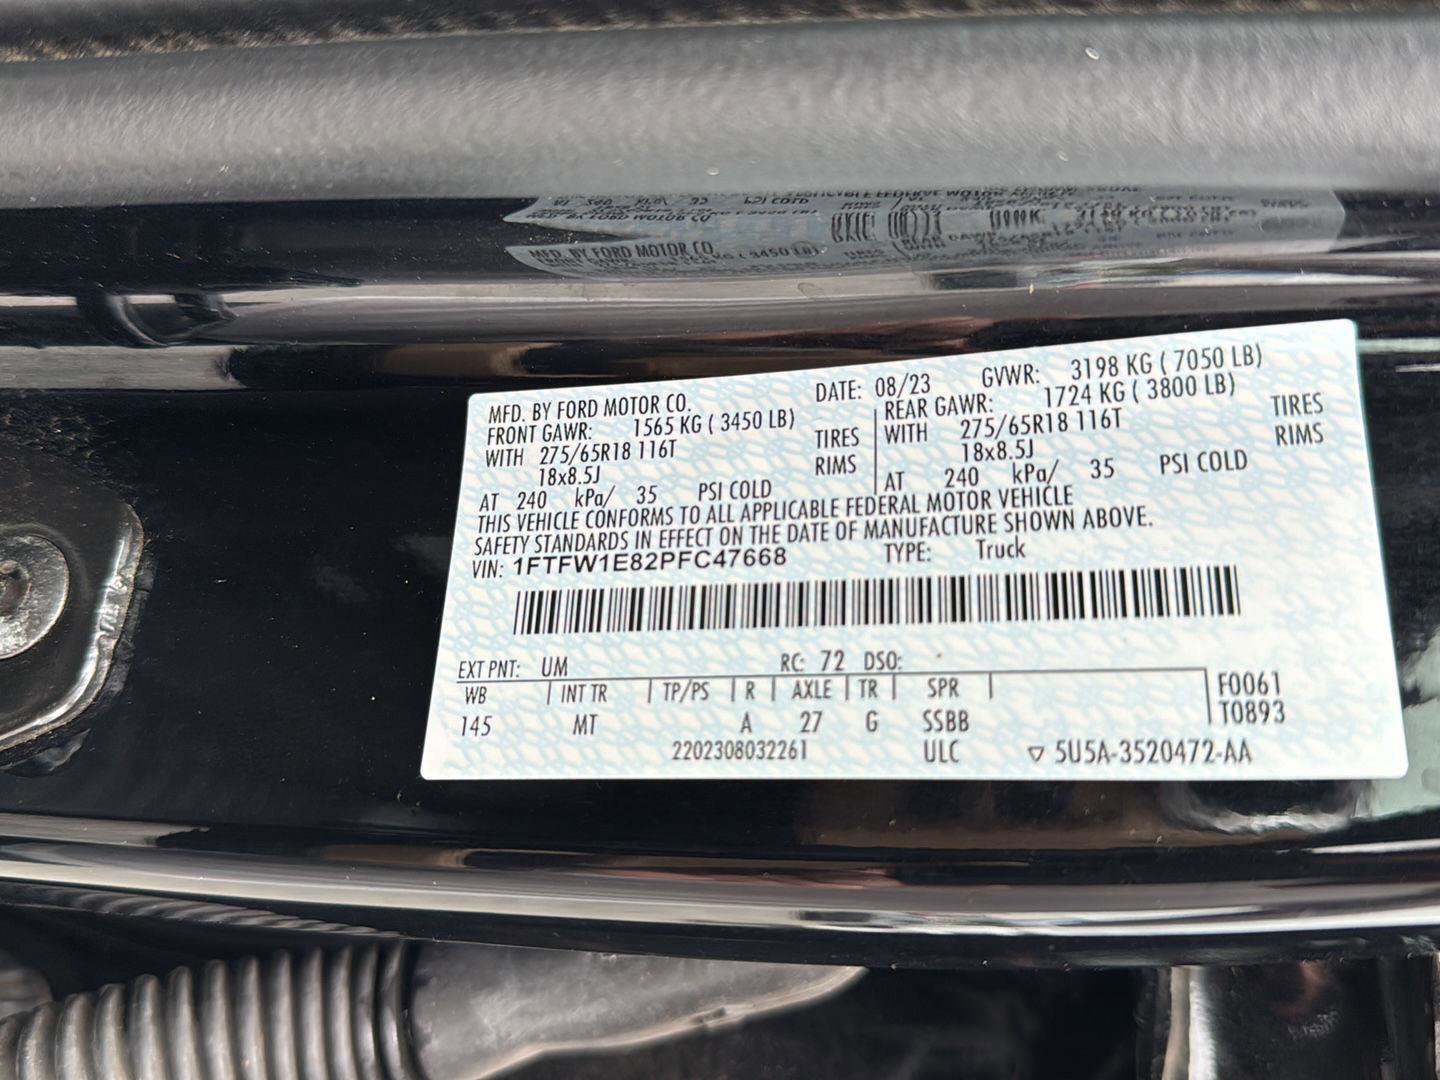 MFD. BY FORD MOTOR CO. DATE: 08/23 GVWR: 3198 KG ( 7050 LB)
FRONT GAWR: 1565 KG ( 3450 LB) REAR GAWR: 1724 KG ( 3800 LB)
WITH 275/65R18 116T TIRES WITH 275/65R18 116T TIRES
18x8.5J RIMS 18x8.5J RIMS
AT 240 kPa/ 35 PSI COLD AT 240 kPa/ 35 PSI COLD
THIS VEHICLE CONFORMS TO ALL APPLICABLE FEDERAL MOTOR VEHICLE
SAFETY STANDARDS IN EFFECT ON THE DATE OF MANUFACTURE SHOWN ABOVE.
VIN: 1FTFW1E82PFC47668 TYPE: Truck
EXT PNT: UM RC: 72 DSO:
WB INT TR TP/PS R AXLE TR SPR F0061
145 MT A 27 G SSBB T0893
2202308032261 ULC 5U5A-3520472-AA